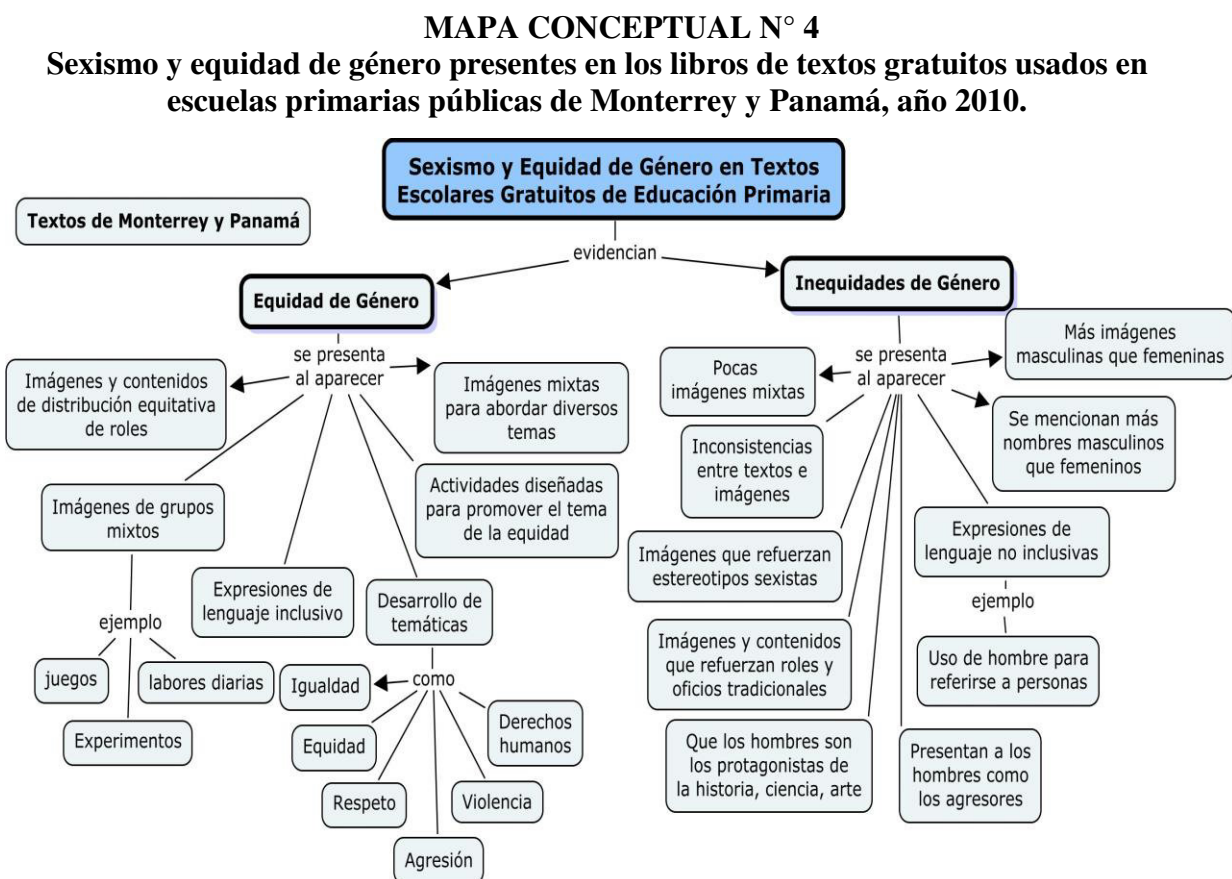 MAPA CONCEPTUAL N° 4
Sexismo y equidad de género presentes en los libros de textos gratuitos usados en
escuelas primarias públicas de Monterrey y Panamá, año 2010.
Sexismo y Equidad de Género en Textos
Escolares Gratuitos de Educación Primaria
Textos de Monterrey y Panamá
evidencian
Equidad de Género
se presenta
al aparecer
Imágenes y contenidos
de distribución equitativa
de roles
Imágenes mixtas
para abordar diversos
temas
Imágenes de grupos
mixtos
Actividades diseñadas
para promover el tema
de la equidad
Expresiones de
lenguaje inclusivo
Desarrollo de
temáticas
ejemplo
juegos
labores diarias
Experimentos
como
Igualdad
Derechos
humanos
Equidad
Respeto
Violencia
Agresión
Inequidades de Género
se presenta
al aparecer
Más imágenes
masculinas que femeninas
Pocas
imágenes mixtas
Se mencionan más
nombres masculinos
que femeninos
Inconsistencias
entre textos e
imágenes
Expresiones de
lenguaje no inclusivas
Imágenes que refuerzan
estereotipos sexistas
ejemplo
Imágenes y contenidos
que refuerzan roles y
oficios tradicionales
Uso de hombre para
referirse a personas
Que los hombres son
los protagonistas de
la historia, ciencia, arte
Presentan a los
hombres como
los agresores